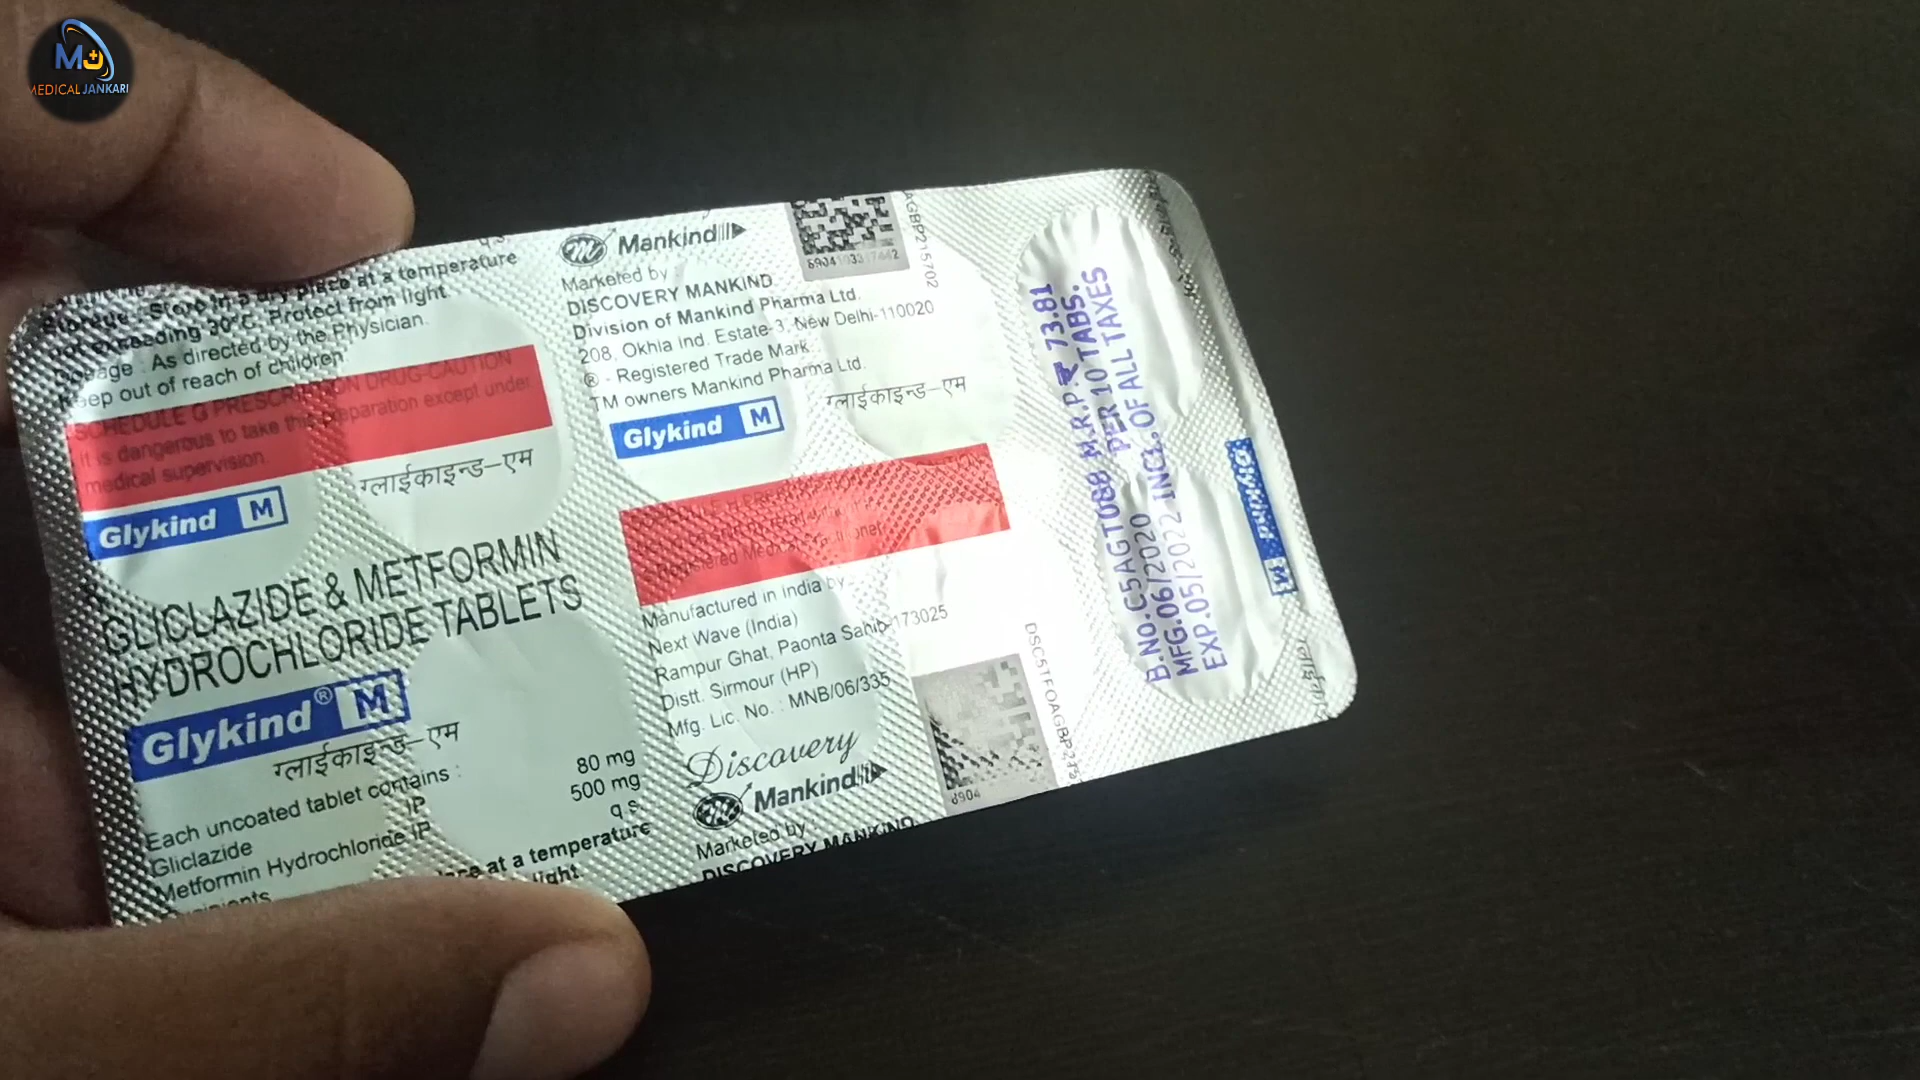 MEDICAL JANKARI
Storage : Store in a dry place at a temperature
not exceeding 30°C. Protect from light.
Dosage : As directed by the Physician.
Keep out of reach of children.
SCHEDULE G PRESCRIPTION DRUG-CAUTION
It is dangerous to take this preparation except under
medical supervision.
Glykind M
ग्लाईकाइन्ड-एम
GLICLAZIDE & METFORMIN
HYDROCHLORIDE TABLETS
Glykind® M
ग्लाईकाइन्ड-एम
Each uncoated tablet contains :
Gliclazide IP 80 mg
Metformin Hydrochloride IP 500 mg
q.s.
at a temperature
light.
q.s.
Mankind
Marketed by :
DISCOVERY MANKIND
Division of Mankind Pharma Ltd.
208, Okhla Ind. Estate-3, New Delhi-110020
® - Registered Trade Mark
TM owners Mankind Pharma Ltd.
Glykind M
ग्लाईकाइन्ड-एम
Registered Medical
Manufactured in India by
Next Wave (India)
Rampur Ghat, Paonta Sahib-173025
Distt. Sirmour (HP)
Mfg. Lic. No. : MNB/06/335
Discovery
Mankind
Marketed by :
DISCOVERY MANKIND
AGBP215702
8904
B.No.C5AGT088 M.R.P.₹ 73.81
MFG.06/2020 PER 10 TABS.
EXP.05/2022 INCL.OF ALL TAXES